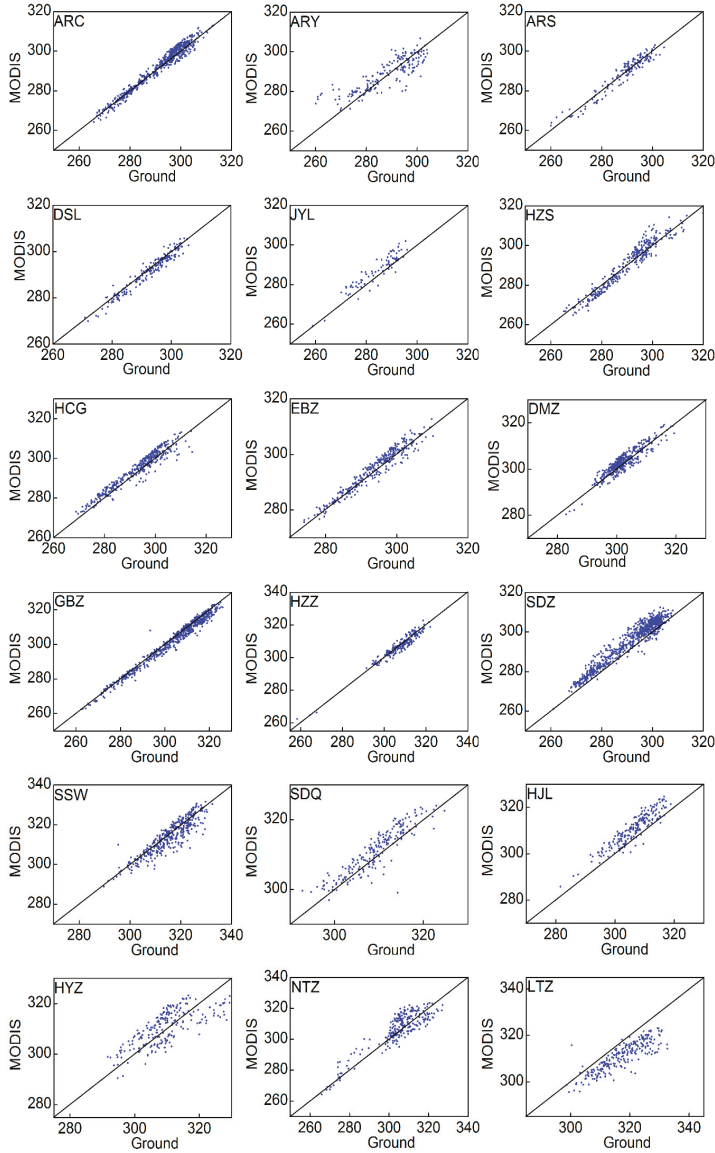 ARC
MODIS
320
300
280
260
260 280 300 320
Ground
ARY
MODIS
320
300
280
260
260 280 300 320
Ground
ARS
MODIS
320
300
280
260
260 280 300 320
Ground
DSL
MODIS
320
300
280
260
260 280 300 320
Ground
JYL
MODIS
320
300
280
260
260 280 300 320
Ground
HZS
MODIS
320
300
280
260
260 280 300 320
Ground
HCG
MODIS
320
300
280
260
260 280 300 320
Ground
EBZ
MODIS
320
300
280
280 300 320
Ground
DMZ
MODIS
320
300
280
280 300 320
Ground
GBZ
MODIS
320
300
280
260
260 280 300 320
Ground
HZZ
MODIS
340
320
300
280
260
260 280 300 320 340
Ground
SDZ
MODIS
320
300
280
260
260 280 300 320
Ground
SSW
MODIS
340
320
300
280
280 300 320 340
Ground
SDQ
MODIS
320
300
300 320
Ground
HJL
MODIS
320
300
280
280 300 320
Ground
HYZ
MODIS
320
300
280
280 300 320
Ground
NTZ
MODIS
340
320
300
280
260
260 280 300 320 340
Ground
LTZ
MODIS
340
320
300
300 320 340
Ground